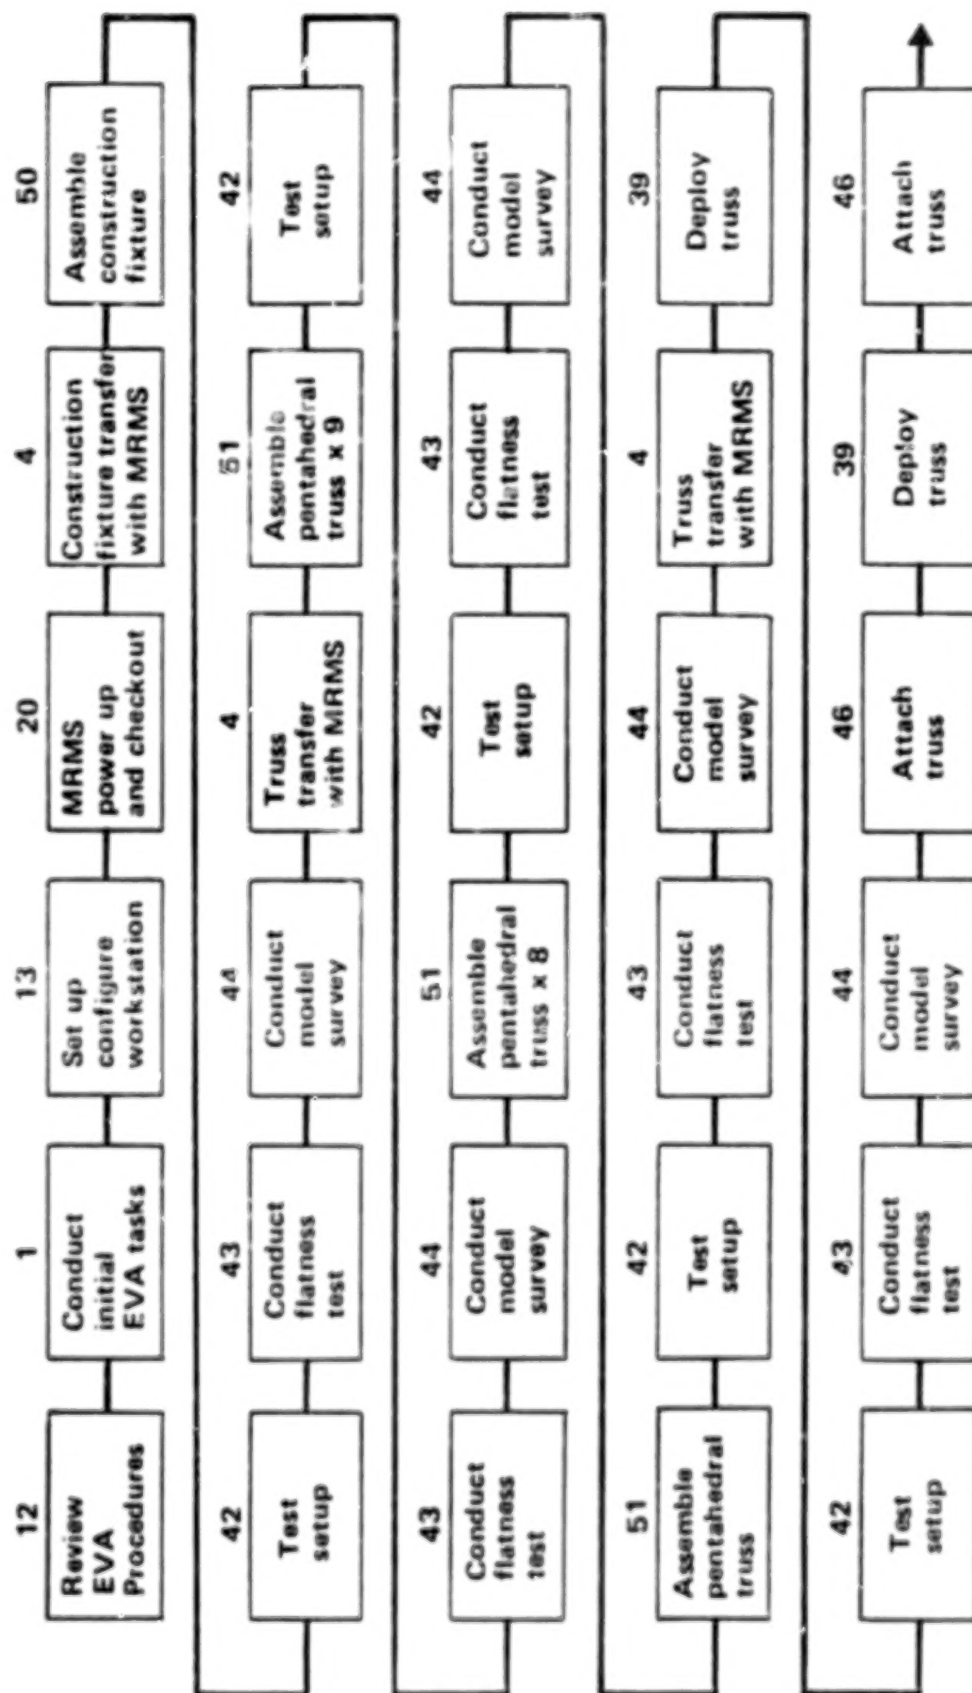 12
Review
EVA
Procedures
1
Conduct
initial
EVA tasks
13
Set up
configure
workstation
20
MRMS
power up
and checkout
4
Construction
fixture transfer
with MRMS
50
Assemble
construction
fixture
42
Test
setup
43
Conduct
flatness
test
44
Conduct
model
survey
4
Truss
transfer
with MRMS
51
Assemble
pentahedral
truss x 9
42
Test
setup
43
Conduct
flatness
test
44
Conduct
model
survey
51
Assemble
pentahedral
truss x 8
42
Test
setup
43
Conduct
flatness
test
44
Conduct
model
survey
51
Assemble
pentahedral
truss
42
Test
setup
43
Conduct
flatness
test
44
Conduct
model
survey
4
Truss
transfer
with MRMS
39
Deploy
truss
42
Test
setup
43
Conduct
flatness
test
44
Conduct
model
survey
46
Attach
truss
39
Deploy
truss
46
Attach
truss